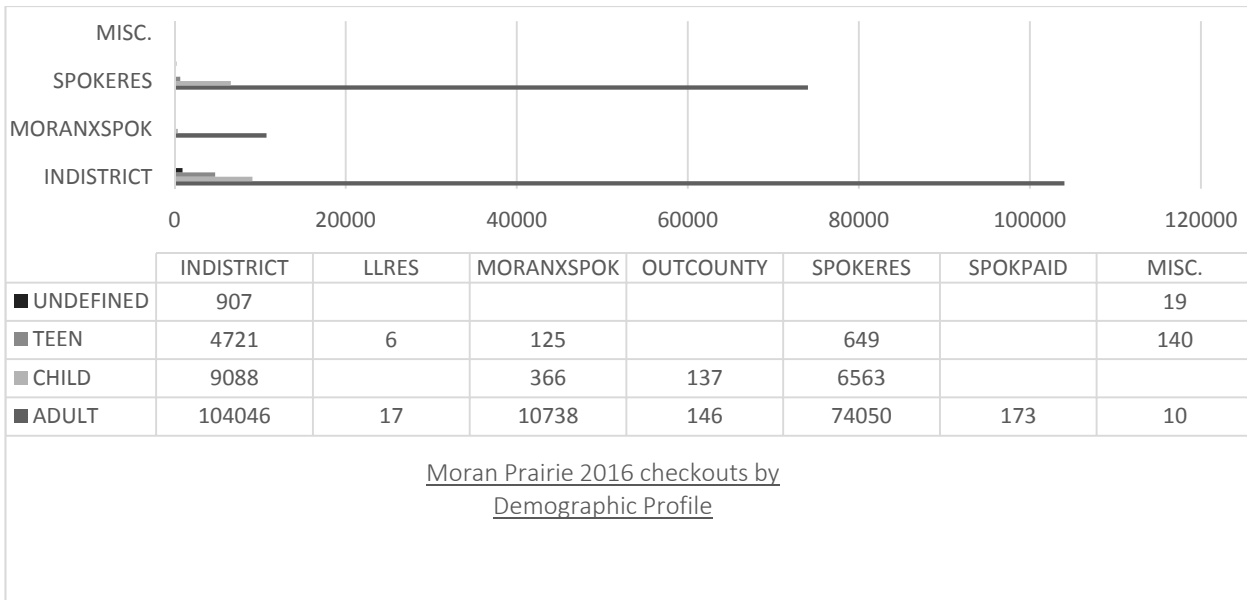 MISC.
SPOKERES
MORANXSPOK
INDISTRICT
0 20000 40000 60000 80000 100000 120000
INDISTRICT LLRES MORANXSPOK OUTCOUNTY SPOKERES SPOKPAID MISC.
UNDEFINED 907 19
TEEN 4721 6 125 649 140
CHILD 9088 366 137 6563
ADULT 104046 17 10738 146 74050 173 10
Moran Prairie 2016 checkouts by
Demographic Profile